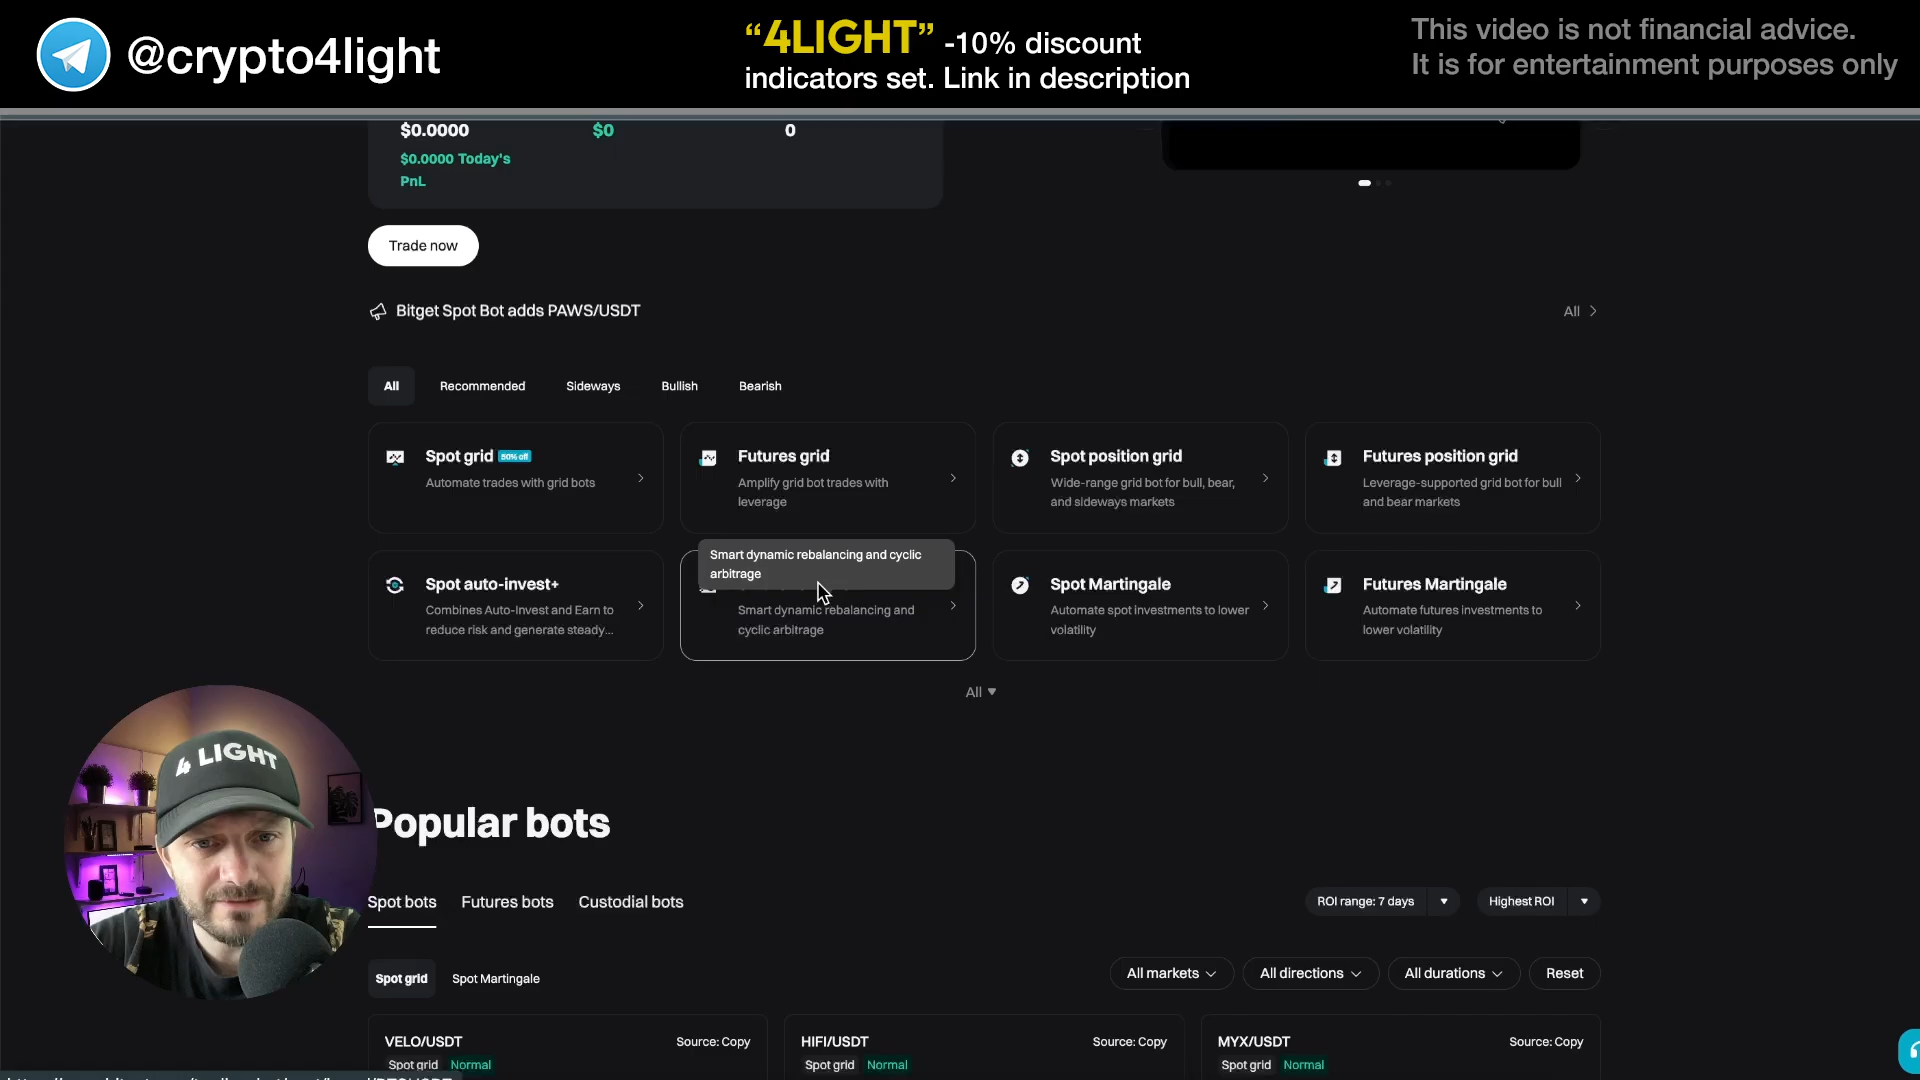 @crypto4light
“4LIGHT” -10% discount
indicators set. Link in description
This video is not financial advice.
It is for entertainment purposes only
$0.0000
$0
0
$0.0000 Today's
PnL
Trade now
Bitget Spot Bot adds PAWS/USDT
All
All
Recommended
Sideways
Bullish
Bearish
Spot grid 50% off
Automate trades with grid bots
Futures grid
Amplify grid bot trades with
leverage
Spot position grid
Wide-range grid bot for bull, bear,
and sideways markets
Futures position grid
Leverage-supported grid bot for bull
and bear markets
Spot auto-invest+
Combines Auto-Invest and Earn to
reduce risk and generate steady...
Smart dynamic rebalancing and cyclic
arbitrage
Smart dynamic rebalancing and
cyclic arbitrage
Spot Martingale
Automate spot investments to lower
volatility
Futures Martingale
Automate futures investments to
lower volatility
All
4 LIGHT
Popular bots
Spot bots
Futures bots
Custodial bots
ROI range: 7 days
Highest ROI
Spot grid
Spot Martingale
All markets
All directions
All durations
Reset
VELO/USDT
Source: Copy
Spot grid Normal
HIFI/USDT
Source: Copy
Spot grid Normal
MYX/USDT
Source: Copy
Spot grid Normal